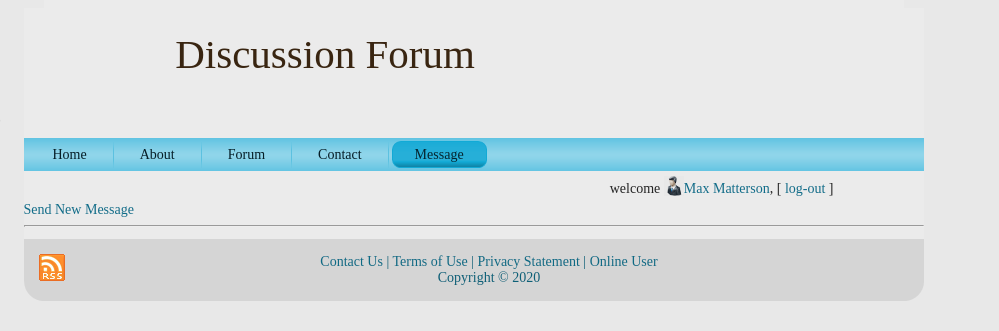 Discussion Forum
Home About Forum Contact Message
welcome Max Matterson, [ log-out ]
Send New Message
RSS
Contact Us | Terms of Use | Privacy Statement | Online User
Copyright © 2020